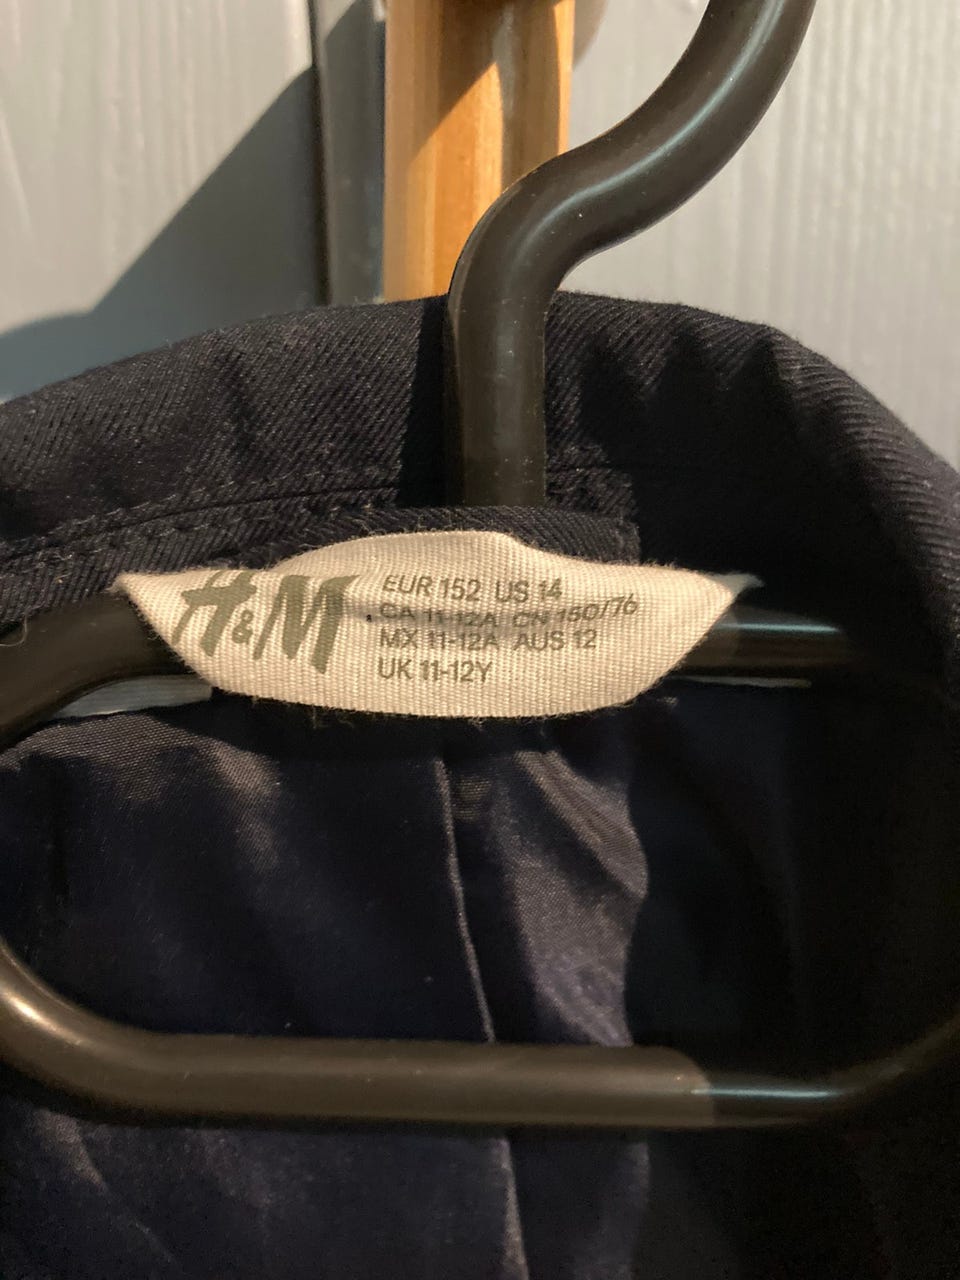 H&M
EUR 152 US 14
CA 11-12A CN 150/76
MX 11-12A AUS 12
UK 11-12Y